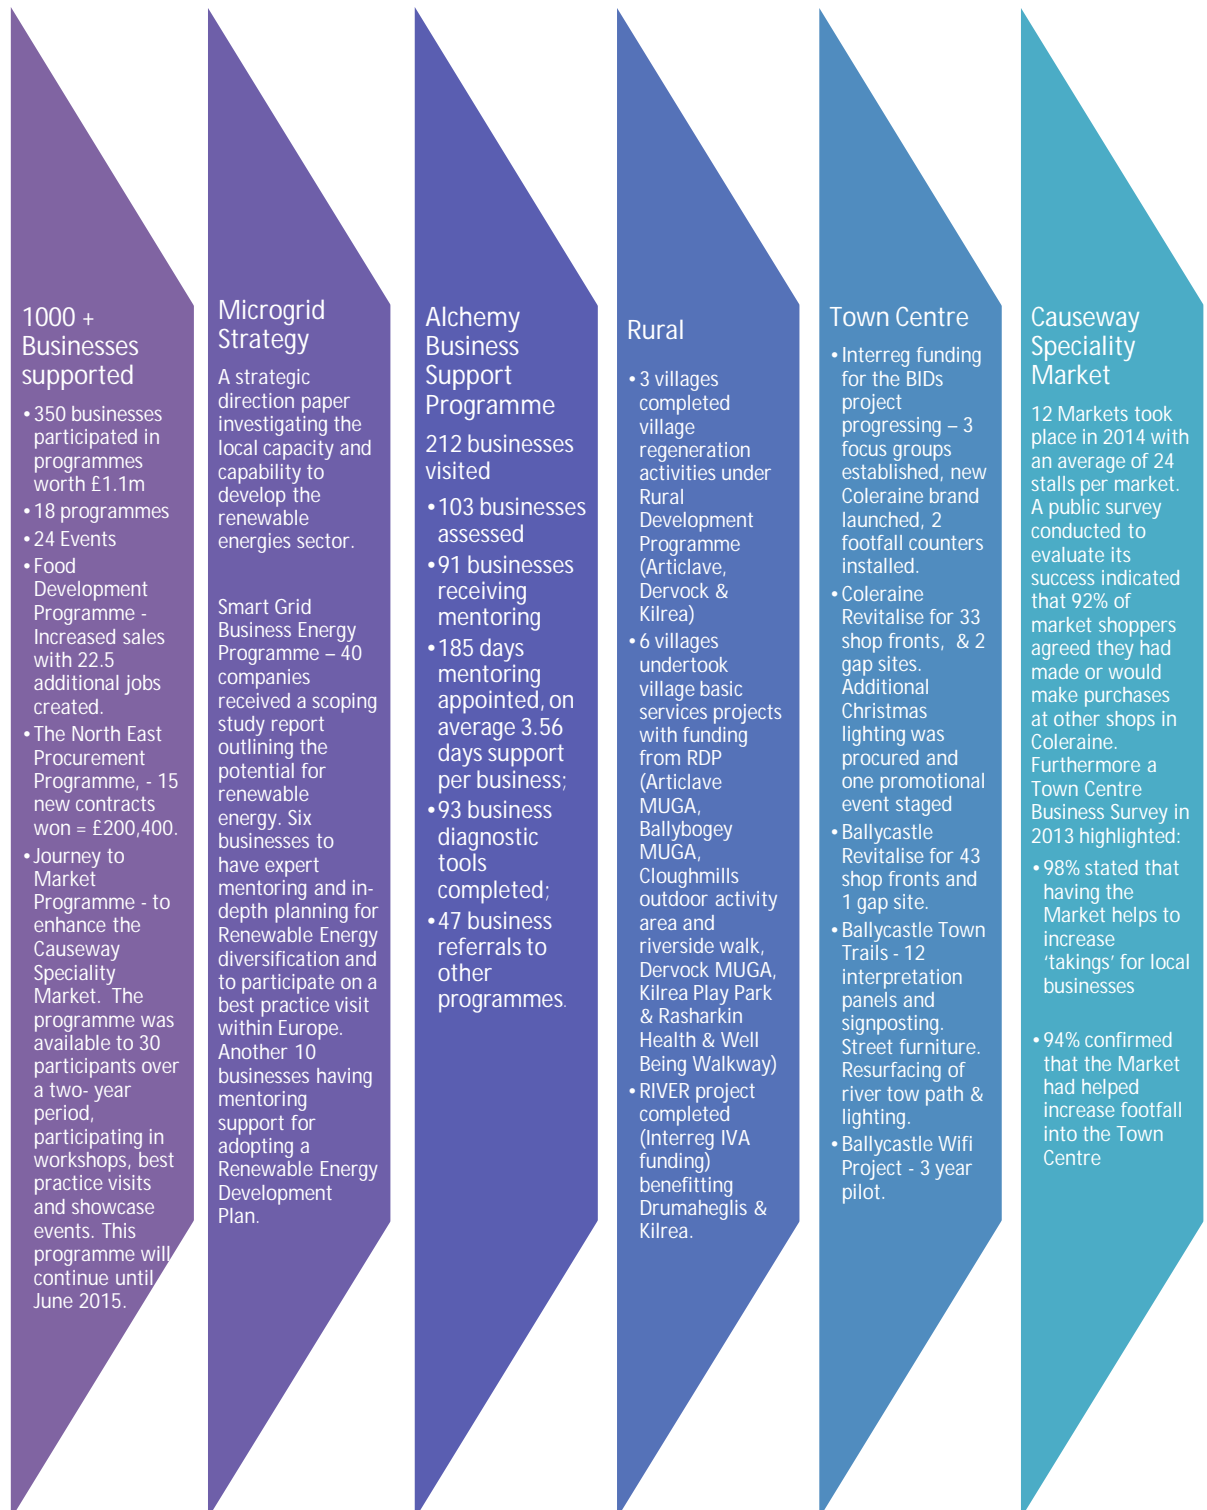 1000 +
Businesses
supported
• 350 businesses
participated in
programmes
worth £1.1m
• 18 programmes
• 24 Events
• Food
Development
Programme -
Increased sales
with 22.5
additional jobs
created.
• The North East
Procurement
Programme, - 15
new contracts
won = £200,400.
• Journey to
Market
Programme - to
enhance the
Causeway
Speciality
Market. The
programme was
available to 30
participants over
a two- year
period,
participating in
workshops, best
practice visits
and showcase
events. This
programme will
continue until
June 2015.
Microgrid
Strategy
A strategic
direction paper
investigating the
local capacity and
capability to
develop the
renewable
energies sector.
Smart Grid
Business Energy
Programme – 40
companies
received a scoping
study report
outlining the
potential for
renewable
energy. Six
businesses to
have expert
mentoring and in-
depth planning for
Renewable Energy
diversification and
to participate on a
best practice visit
within Europe.
Another 10
businesses having
mentoring
support for
adopting a
Renewable Energy
Development
Plan.
Alchemy
Business
Support
Programme
212 businesses
visited
• 103 businesses
assessed
• 91 businesses
receiving
mentoring
• 185 days
mentoring
appointed, on
average 3.56
days support
per business;
• 93 business
diagnostic
tools
completed;
• 47 business
referrals to
other
programmes.
Rural
• 3 villages
completed
village
regeneration
activities under
Rural
Development
Programme
(Articlave,
Dervock &
Kilrea)
• 6 villages
undertook
village basic
services projects
with funding
from RDP
(Articlave
MUGA,
Ballybogey
MUGA,
Cloughmills
outdoor activity
area and
riverside walk,
Dervock MUGA,
Kilrea Play Park
& Rasharkin
Health & Well
Being Walkway)
• RIVER project
completed
(Interreg IVA
funding)
benefitting
Drumaheglis &
Kilrea.
Town Centre
• Interreg funding
for the BIDs
project
progressing – 3
focus groups
established, new
Coleraine brand
launched, 2
footfall counters
installed.
• Coleraine
Revitalise for 33
shop fronts, & 2
gap sites.
Additional
Christmas
lighting was
procured and
one promotional
event staged
• Ballycastle
Revitalise for 43
shop fronts and
1 gap site.
• Ballycastle Town
Trails - 12
interpretation
panels and
signposting.
Street furniture.
Resurfacing of
river tow path &
lighting.
• Ballycastle Wifi
Project - 3 year
pilot.
Causeway
Speciality
Market
12 Markets took
place in 2014 with
an average of 24
stalls per market.
A public survey
conducted to
evaluate its
success indicated
that 92% of
market shoppers
agreed they had
made or would
make purchases
at other shops in
Coleraine.
Furthermore a
Town Centre
Business Survey in
2013 highlighted:
• 98% stated that
having the
Market helps to
increase
‘takings’ for local
businesses
• 94% confirmed
that the Market
had helped
increase footfall
into the Town
Centre